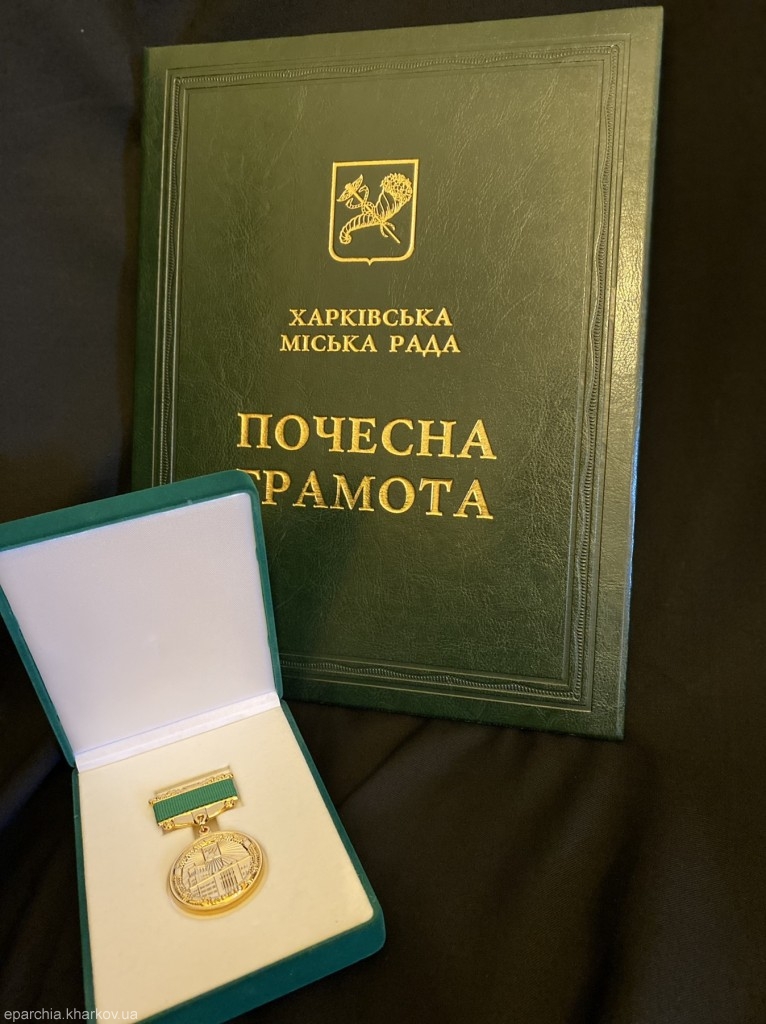 ХАРКІВСЬКА
МІСЬКА РАДА
ПОЧЕСНА
ГРАМОТА
eparchia.kharkov.ua